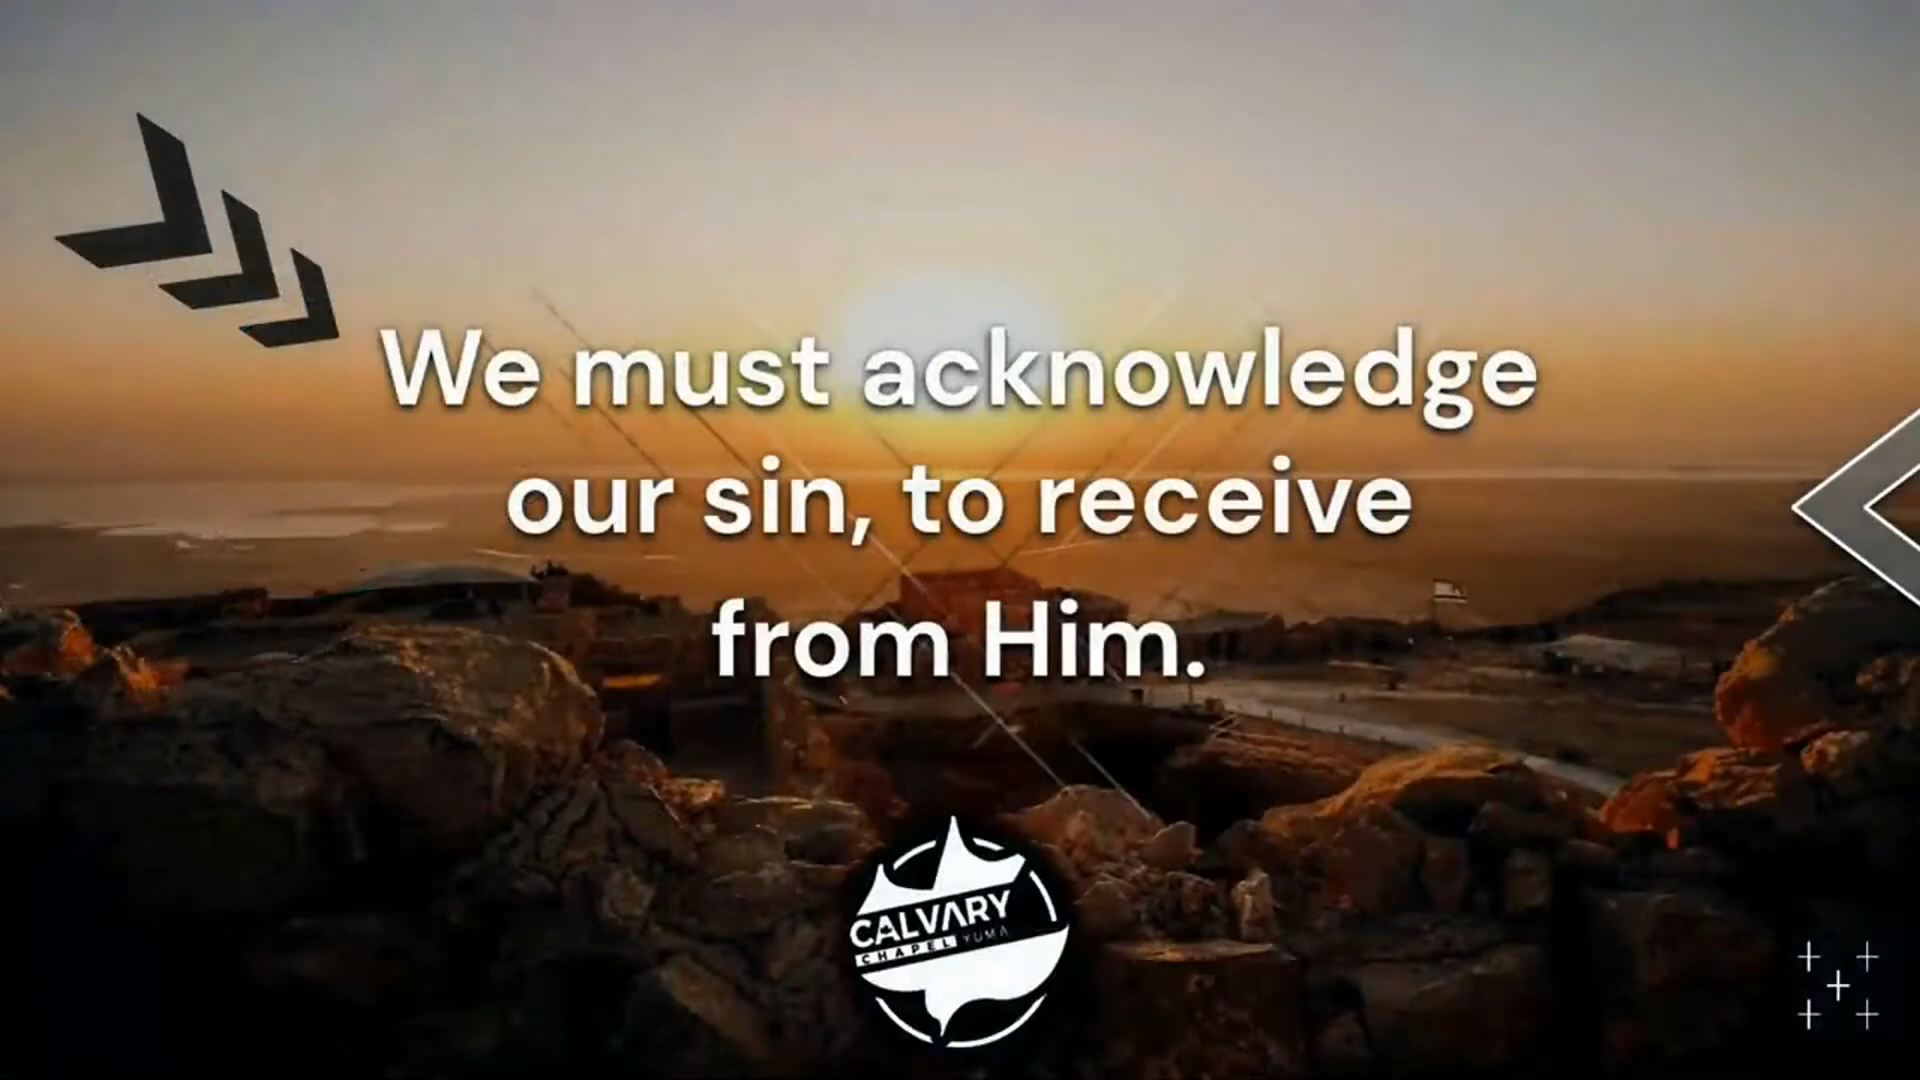 We must acknowledge
our sin, to receive
from Him.
CALVARY
CHAPEL YUMA